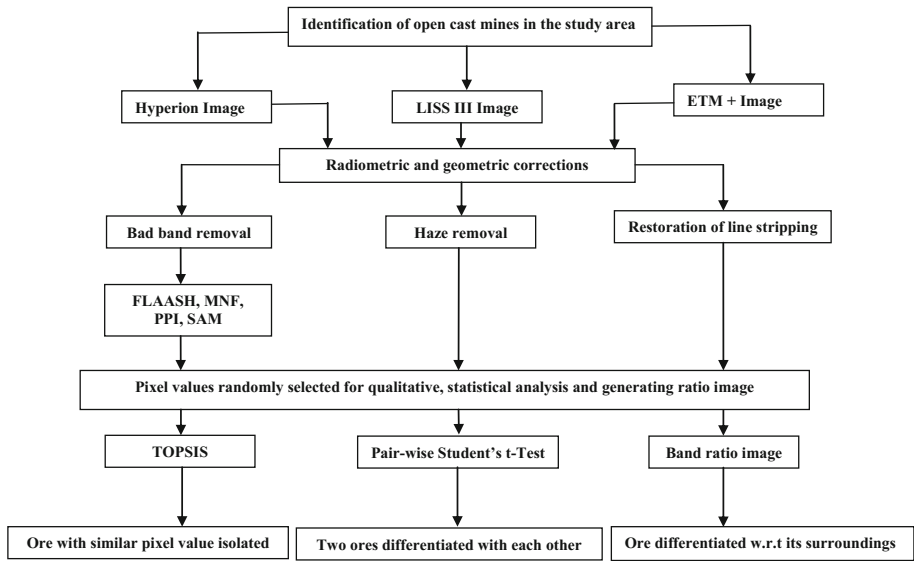 Identification of open cast mines in the study area
Hyperion Image
LISS III Image
ETM + Image
Radiometric and geometric corrections
Bad band removal
Haze removal
Restoration of line stripping
FLAASH, MNF,
PPI, SAM
Pixel values randomly selected for qualitative, statistical analysis and generating ratio image
TOPSIS
Pair-wise Student's t-Test
Band ratio image
Ore with similar pixel value isolated
Two ores differentiated with each other
Ore differentiated w.r.t its surroundings